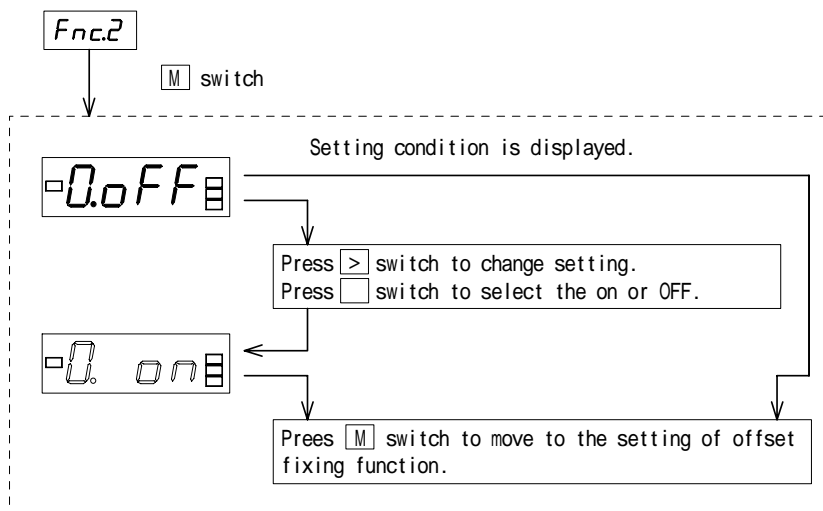 Fnc.2
M switch
Setting condition is displayed.
-0.oFF
Press > switch to change setting.
Press switch to select the on or OFF.
-0. on
Prees M switch to move to the setting of offset
fixing function.